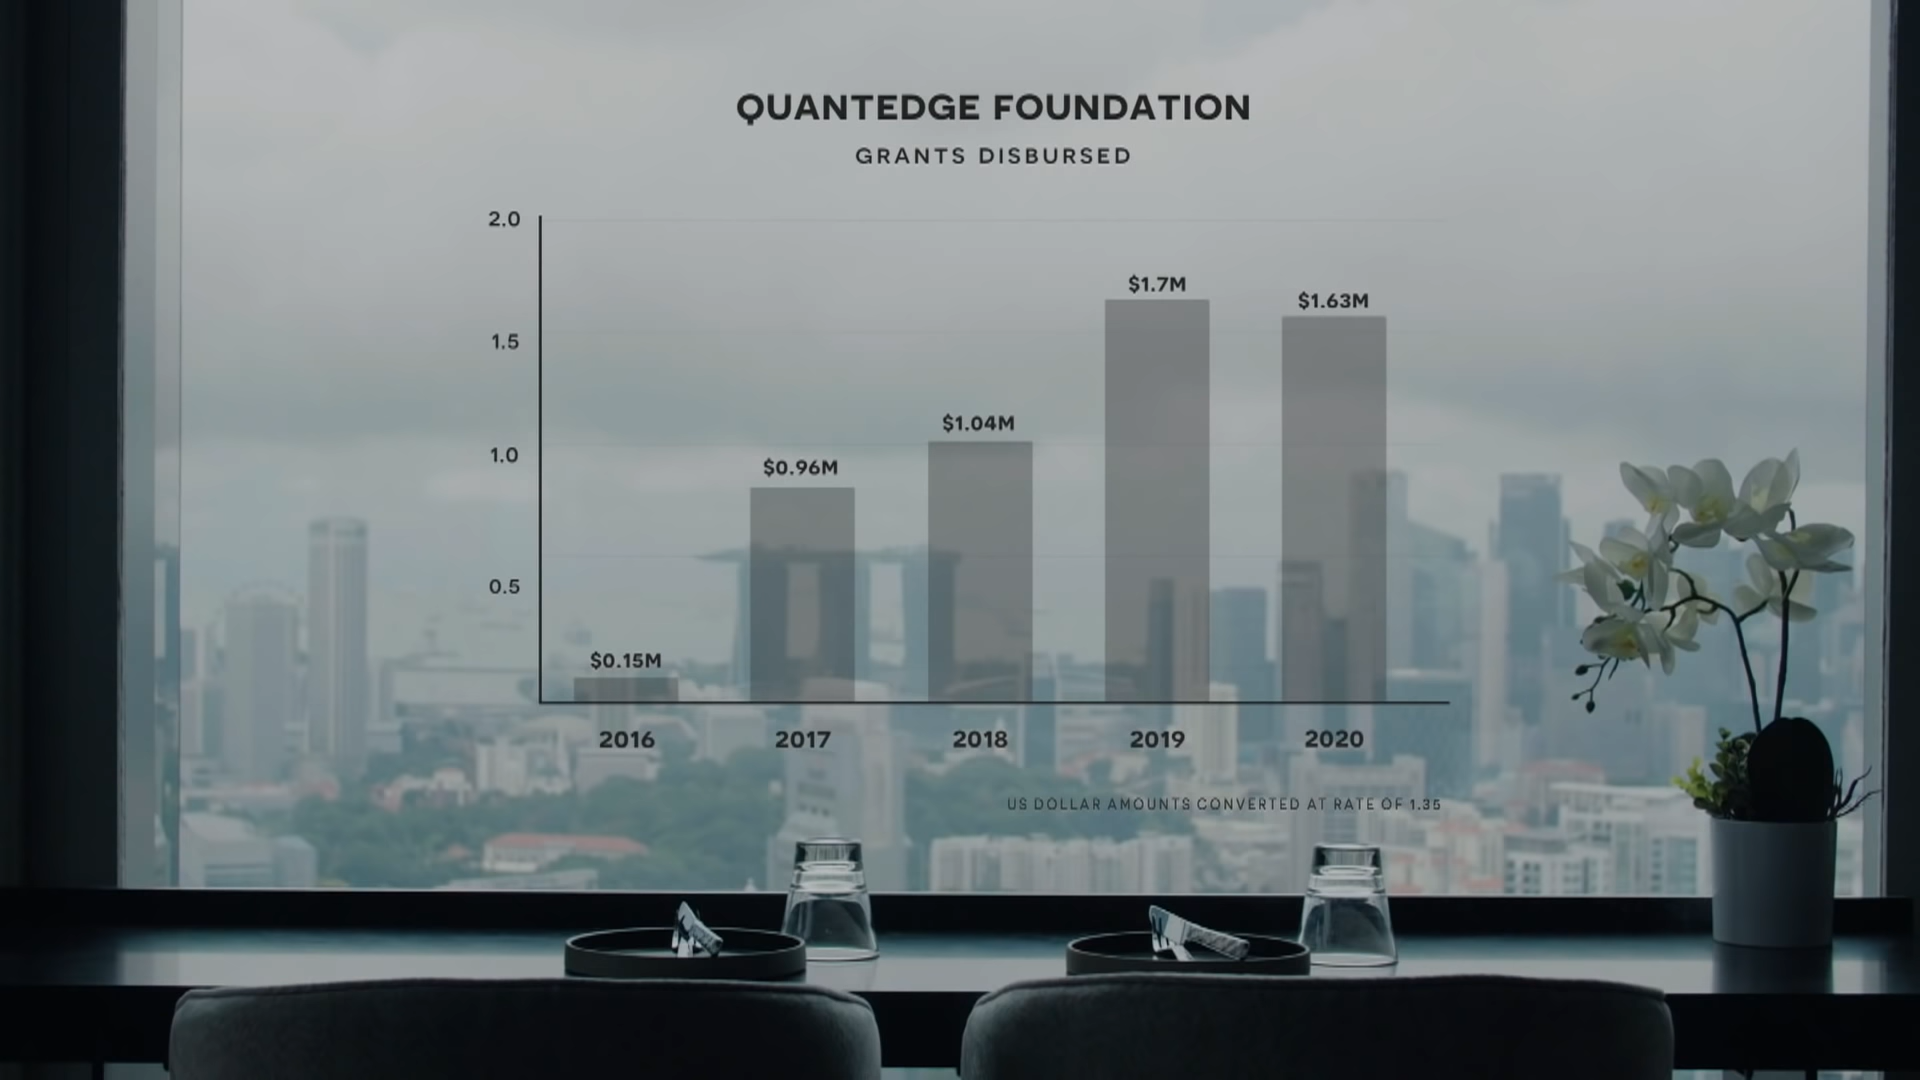 QUANTEDGE FOUNDATION
GRANTS DISBURSED
2.0
1.5
1.0
0.5
$0.15M
$0.96M
$1.04M
$1.7M
$1.63M
2016
2017
2018
2019
2020
US DOLLAR AMOUNTS CONVERTED AT RATE OF 1.35